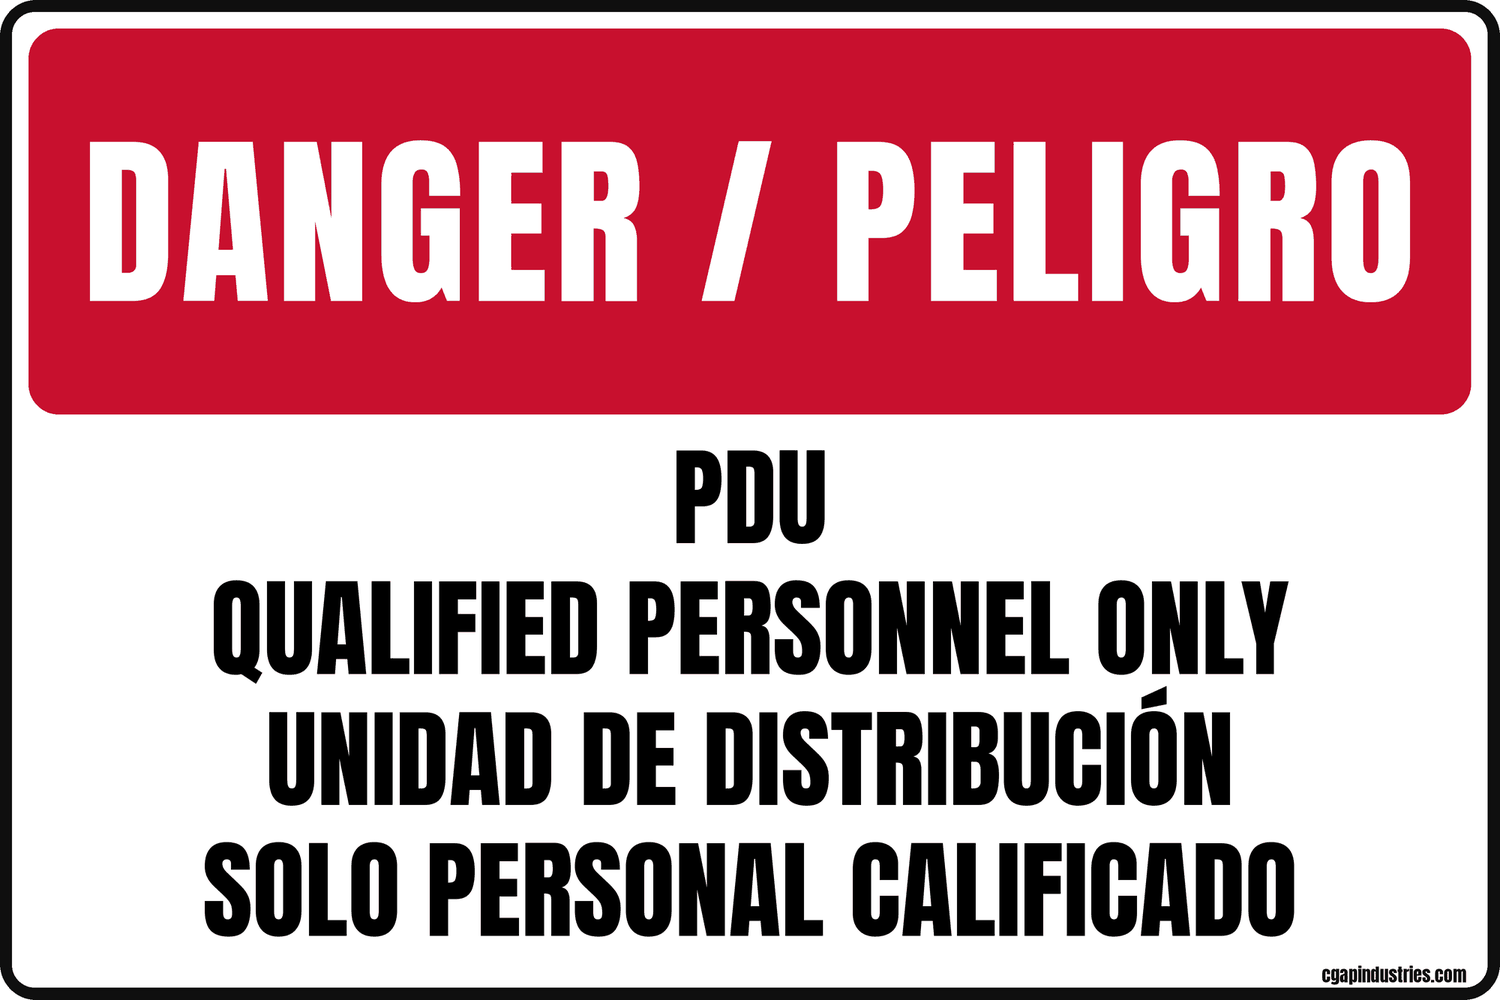 DANGER / PELIGRO
PDU
QUALIFIED PERSONNEL ONLY
UNIDAD DE DISTRIBUCIÓN
SOLO PERSONAL CALIFICADO
cgapindustries.com